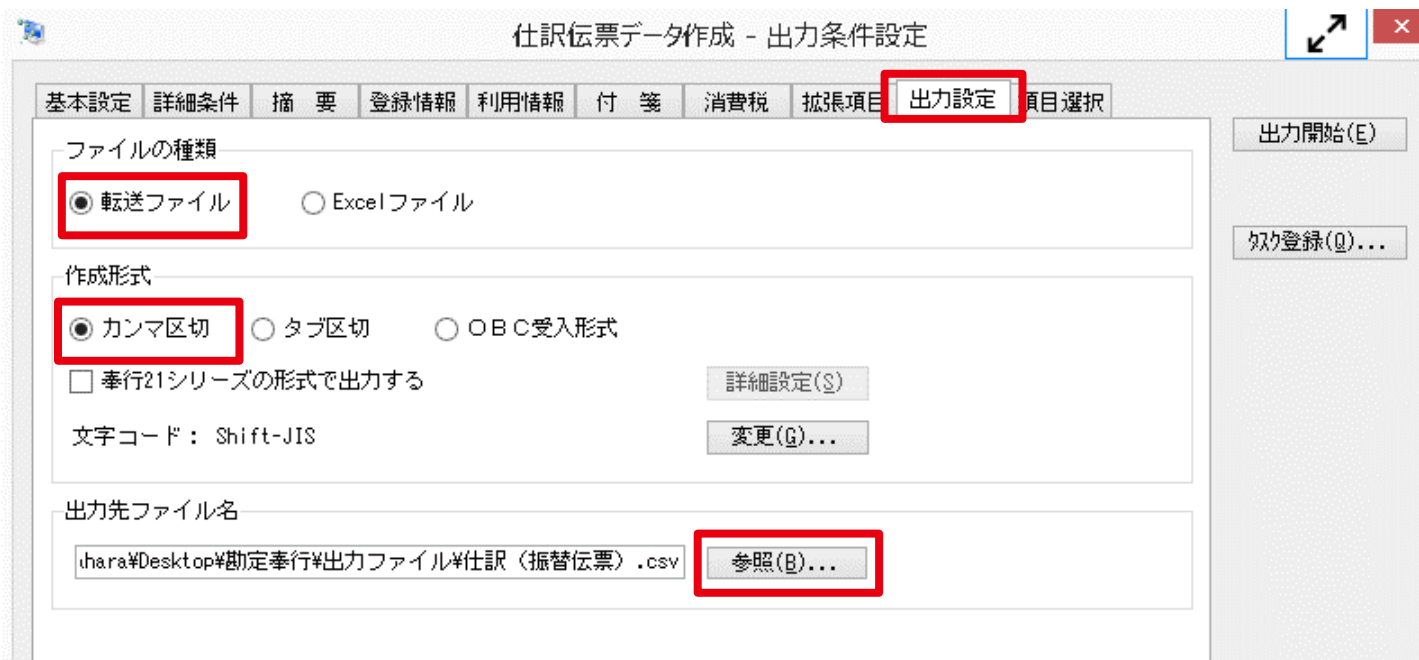 仕訳伝票データ作成 - 出力条件設定
基本設定 詳細条件 摘 要 登録情報 利用情報 付 箋 消費税 拡張項目 出力設定 項目選択
出力開始(E)
ファイルの種類
転送ファイル Excelファイル
ﾀｽｸ登録(Q)...
作成形式
カンマ区切 タブ区切 ＯＢＣ受入形式
奉行21シリーズの形式で出力する 詳細設定(S)
文字コード： Shift-JIS 変更(G)...
出力先ファイル名
hara¥Desktop¥勘定奉行¥出力ファイル¥仕訳（振替伝票）.csv 参照(B)...